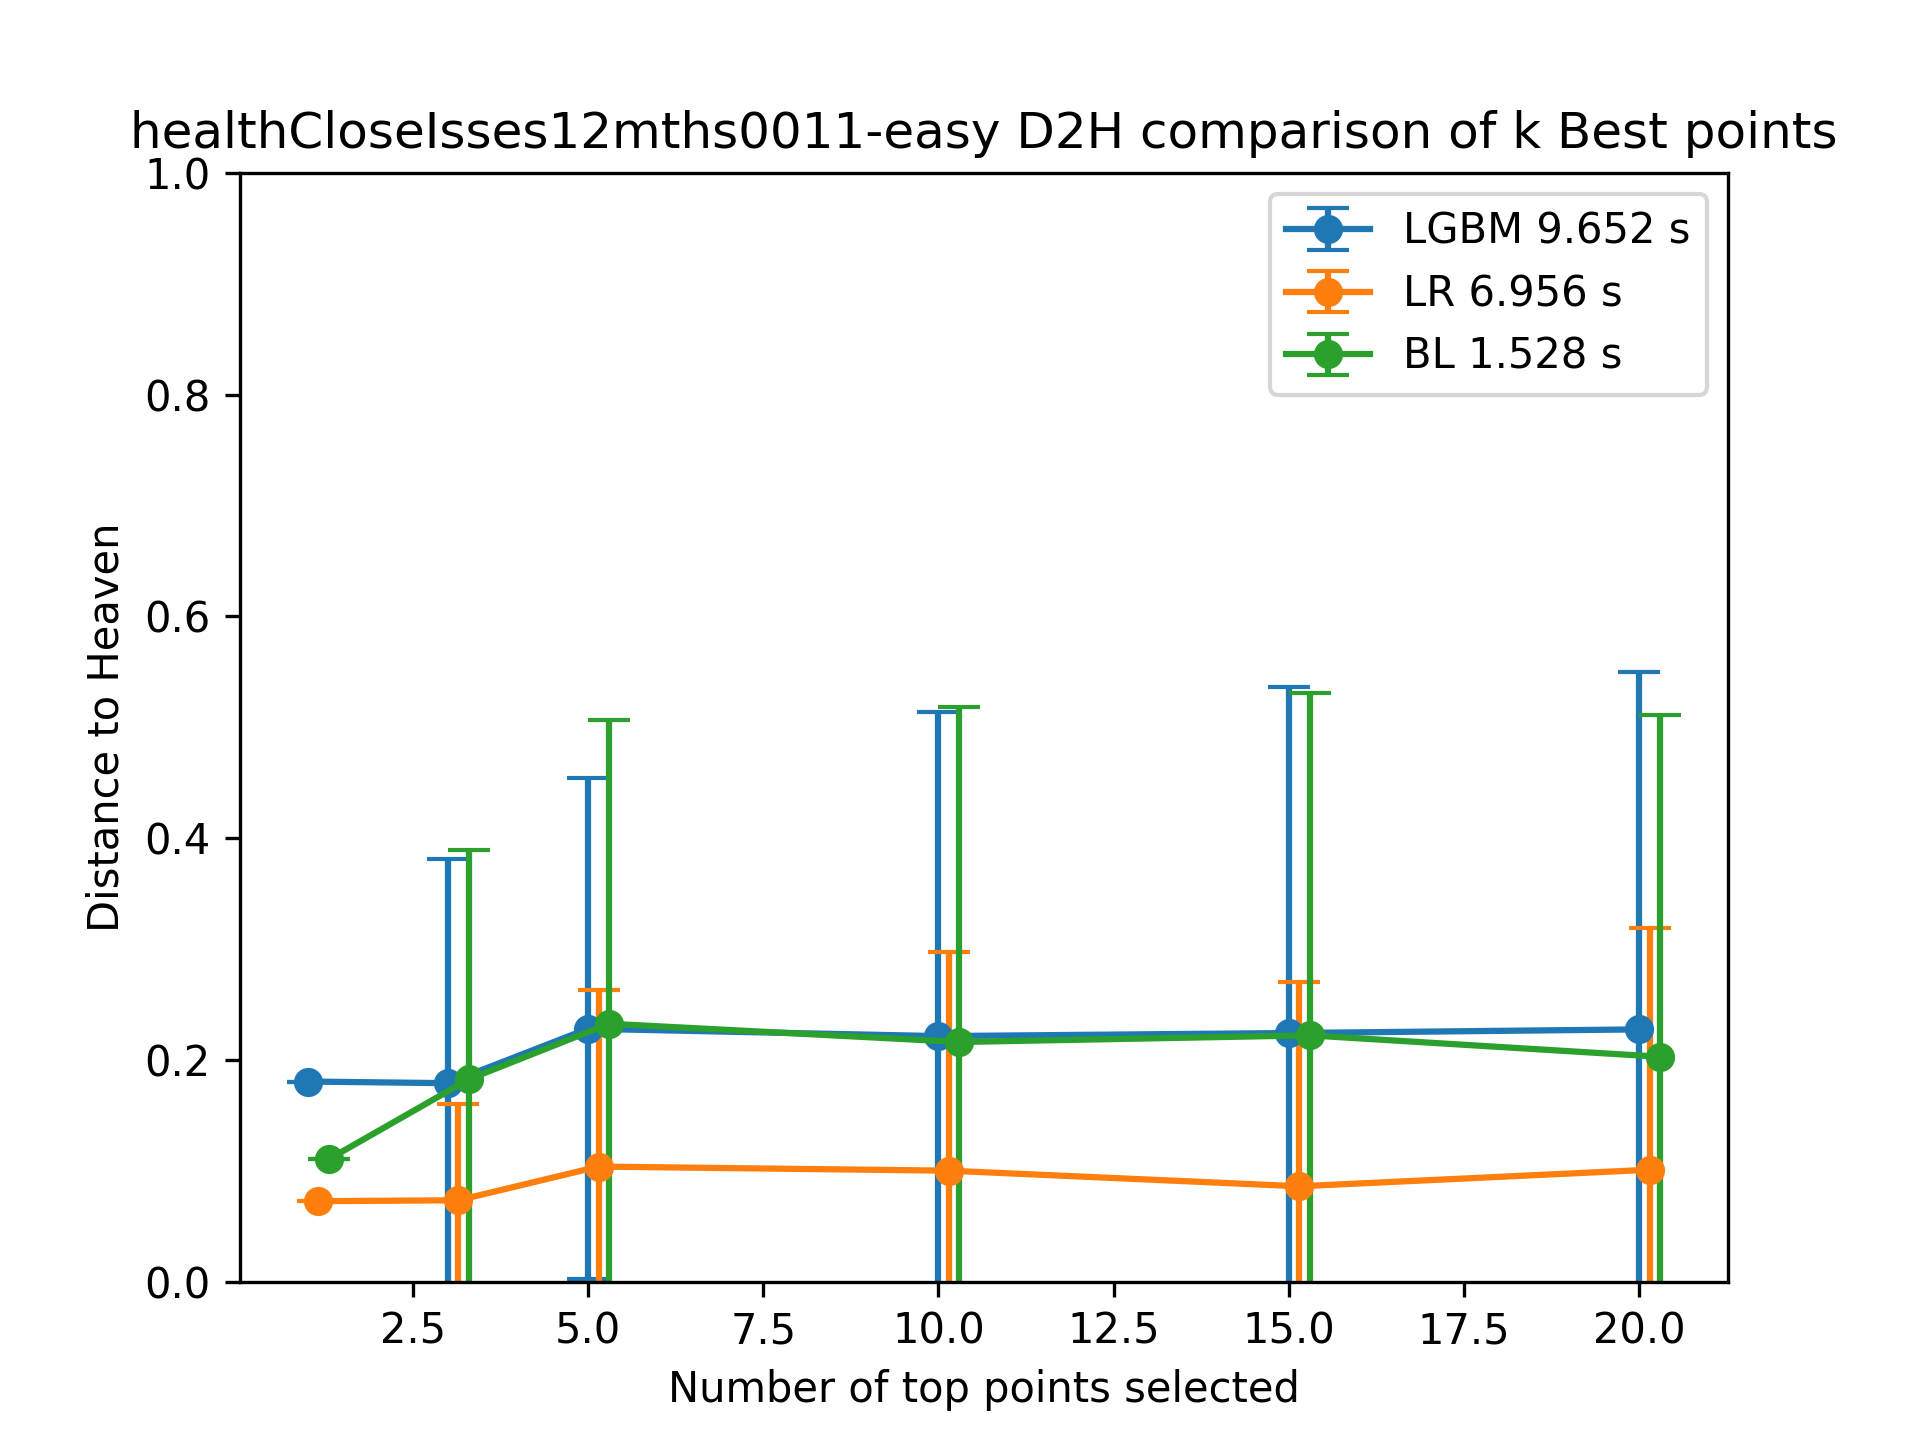 healthCloseIsses12mths0011-easy D2H comparison of k Best points
LGBM 9.652 s
LR 6.956 s
BL 1.528 s
Distance to Heaven
1.0
0.8
0.6
0.4
0.2
0.0
2.5 5.0 7.5 10.0 12.5 15.0 17.5 20.0
Number of top points selected